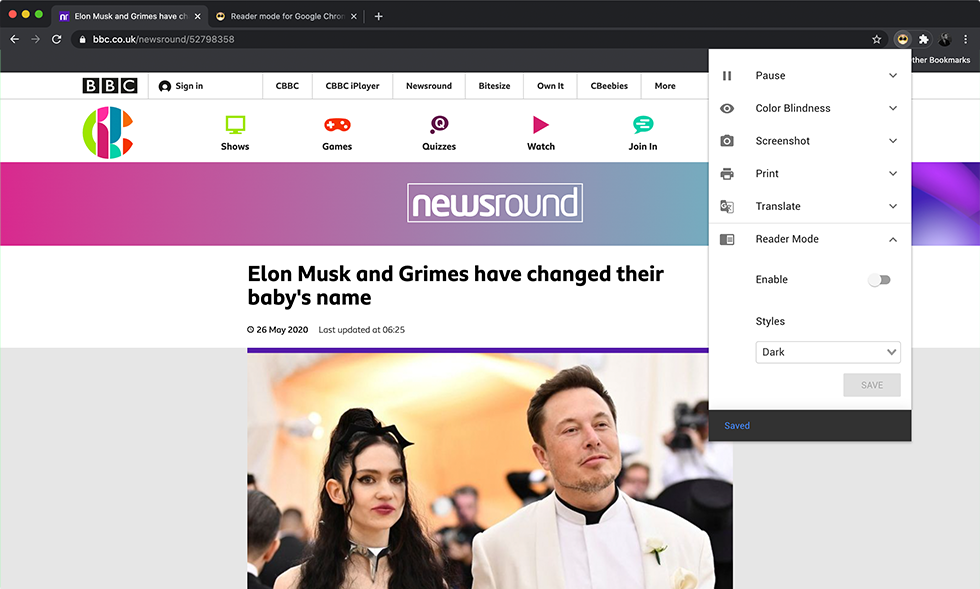 Elon Musk and Grimes have ch
Reader mode for Google Chron
bbc.co.uk/newsround/52798358
ther Bookmarks
BBC
Sign in
CBBC
CBBC iPlayer
Newsround
Bitesize
Own It
CBeebies
More
Shows
Games
Quizzes
Watch
Join In
newsround
Elon Musk and Grimes have changed their
baby's name
26 May 2020
Last updated at 06:25
Pause
Color Blindness
Screenshot
Print
Translate
Reader Mode
Enable
Styles
Dark
SAVE
Saved